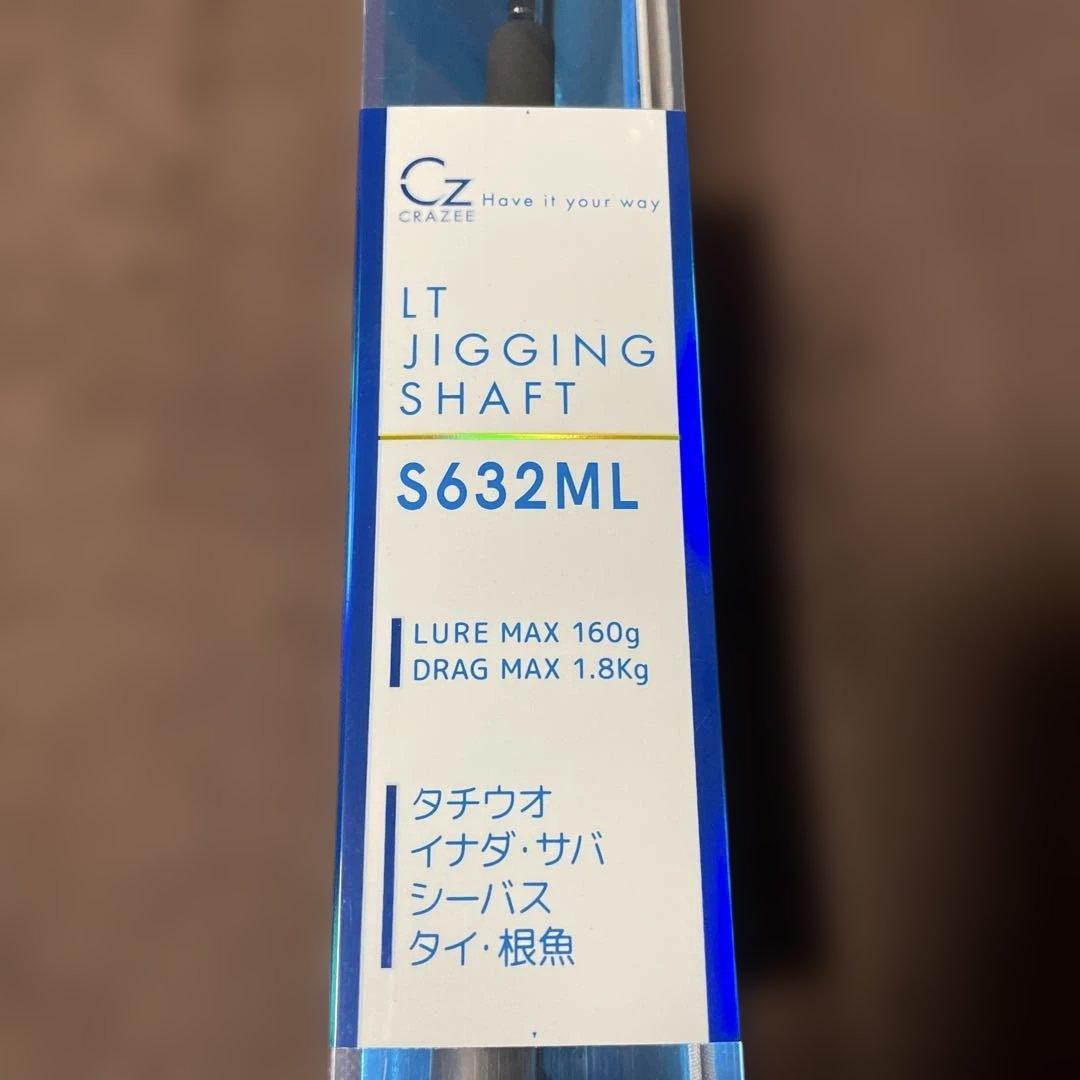 Cz
CRAZEE
Have it your way
LT
JIGGING
SHAFT
S632ML
LURE MAX 160g
DRAG MAX 1.8Kg
タチウオ
イナダ・サバ
シーバス
タイ・根魚